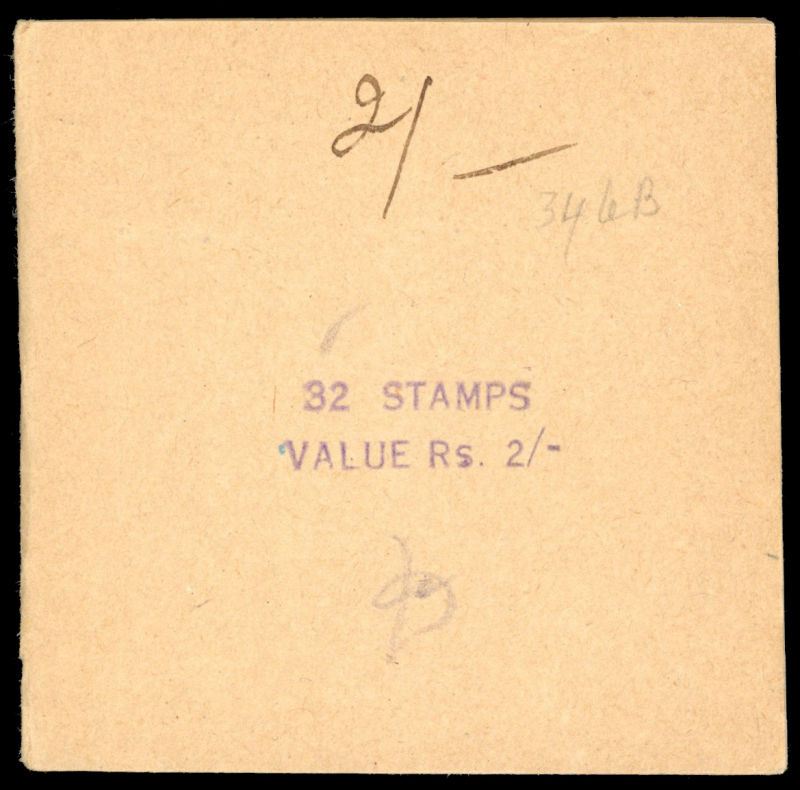 2/-
346B
32 STAMPS
VALUE Rs. 2/-